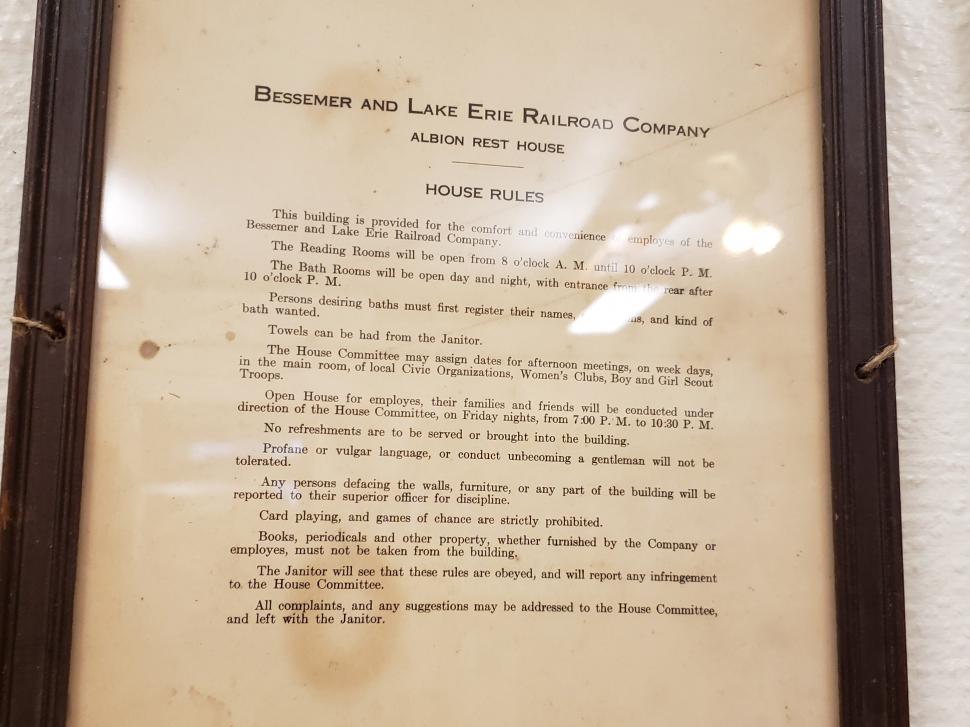 BESSEMER AND LAKE ERIE RAILROAD COMPANY
ALBION REST HOUSE
HOUSE RULES
This building is provided for the comfort and convenience employes of the
Bessemer and Lake Erie Railroad Company.
The Reading Rooms will be open from 8 o'clock A. M. until 10 o'clock P. M.
The Bath Rooms will be open day and night, with entrance from rear after
10 o'clock P. M.
Persons desiring baths must first register their names, and kind of
bath wanted.
Towels can be had from the Janitor.
The House Committee may assign dates for afternoon meetings, on week days,
in the main room, of local Civic Organizations, Women's Clubs, Boy and Girl Scout
Troops.
Open House for employes, their families and friends will be conducted under
direction of the House Committee, on Friday nights, from 7:00 P. M. to 10:30 P. M.
No refreshments are to be served or brought into the building.
Profane or vulgar language, or conduct unbecoming a gentleman will not be
tolerated.
Any persons defacing the walls, furniture, or any part of the building will be
reported to their superior officer for discipline.
Card playing, and games of chance are strictly prohibited.
Books, periodicals and other property, whether furnished by the Company or
employes, must not be taken from the building.
The Janitor will see that these rules are obeyed, and will report any infringement
to the House Committee.
All complaints, and any suggestions may be addressed to the House Committee,
and left with the Janitor.